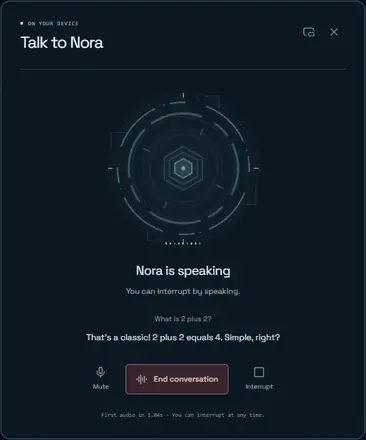 ON YOUR DEVICE
Talk to Nora
Nora is speaking
You can interrupt by speaking.
What is 2 plus 2?
That's a classic! 2 plus 2 equals 4. Simple, right?
Mute
End conversation
Interrupt
First audio in 1.04s · You can interrupt at any time.